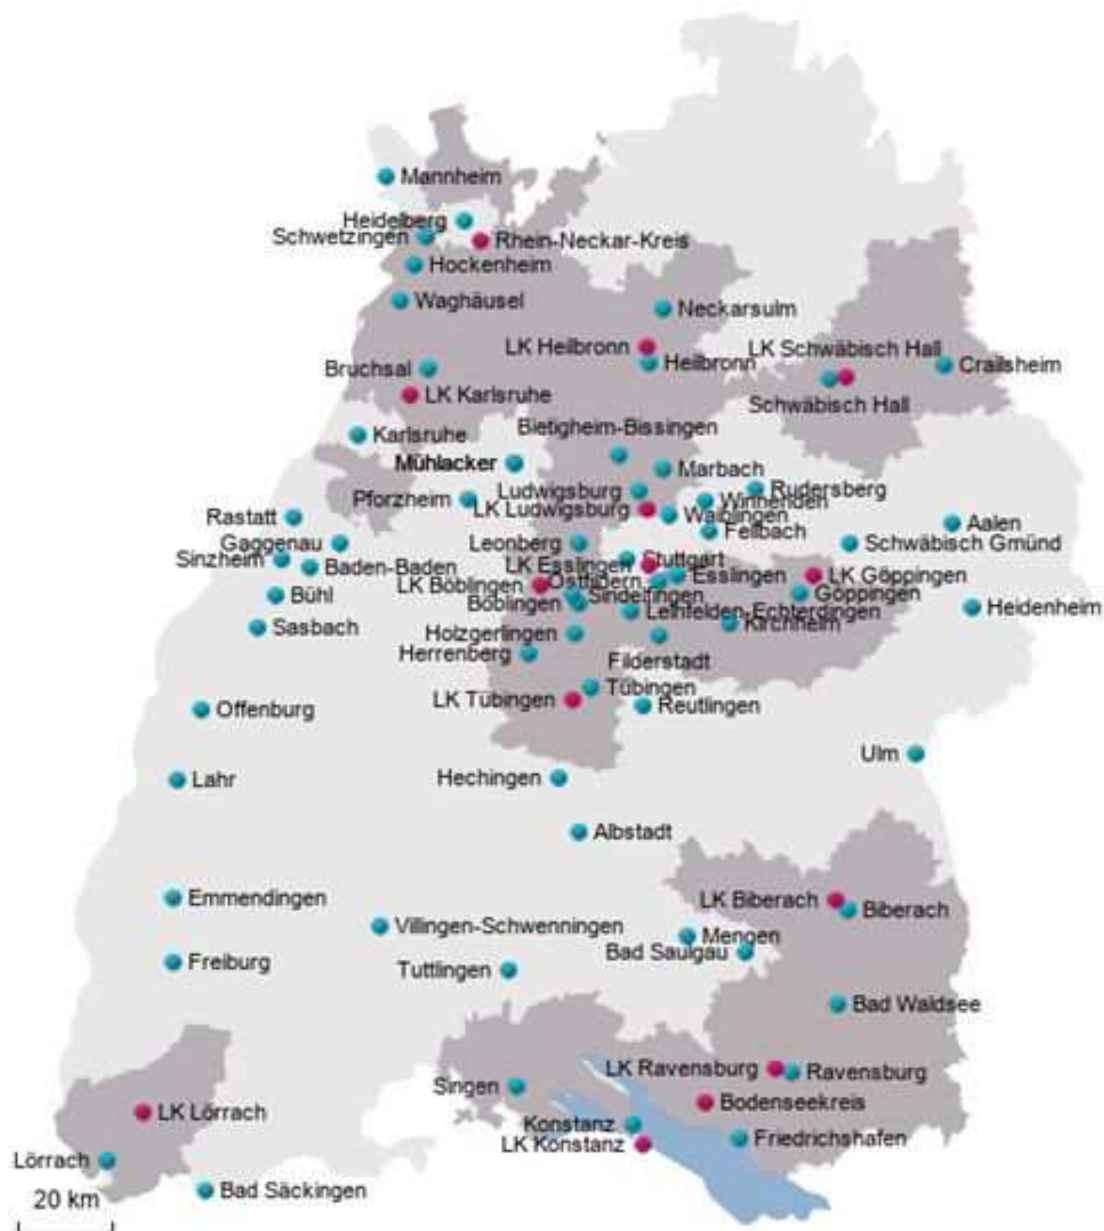 Mannheim
Heidelberg
Schwetzingen
Rhein-Neckar-Kreis
Hockenheim
Waghäusel
Neckarsulm
LK Heilbronn
LK Schwäbisch Hall
Heilbronn
Crailsheim
Bruchsal
LK Karlsruhe
Schwäbisch Hall
Bietigheim-Bissingen
Karlsruhe
Mühlacker
Marbach
Ludwigsburg
Rudersberg
Pforzheim
Winnenden
LK Ludwigsburg
Waiblingen
Rastatt
Aalen
Fellbach
Gaggenau
Leonberg
Schwäbisch Gmünd
Sinzheim
Stuttgart
LK Esslingen
Baden-Baden
Esslingen
LK Göppingen
Ostfildern
LK Böblingen
Bühl
Sindelfingen
Göppingen
Böblingen
Heidenheim
Leinfelden-Echterdingen
Kirchheim
Sasbach
Holzgerlingen
Herrenberg
Filderstadt
Tübingen
LK Tübingen
Reutlingen
Offenburg
Ulm
Lahr
Hechingen
Albstadt
Emmendingen
LK Biberach
Biberach
Villingen-Schwenningen
Mengen
Bad Saulgau
Freiburg
Tuttlingen
Bad Waldsee
LK Ravensburg
Ravensburg
Singen
Bodenseekreis
LK Lörrach
Konstanz
Friedrichshafen
LK Konstanz
Lörrach
Bad Säckingen
20 km